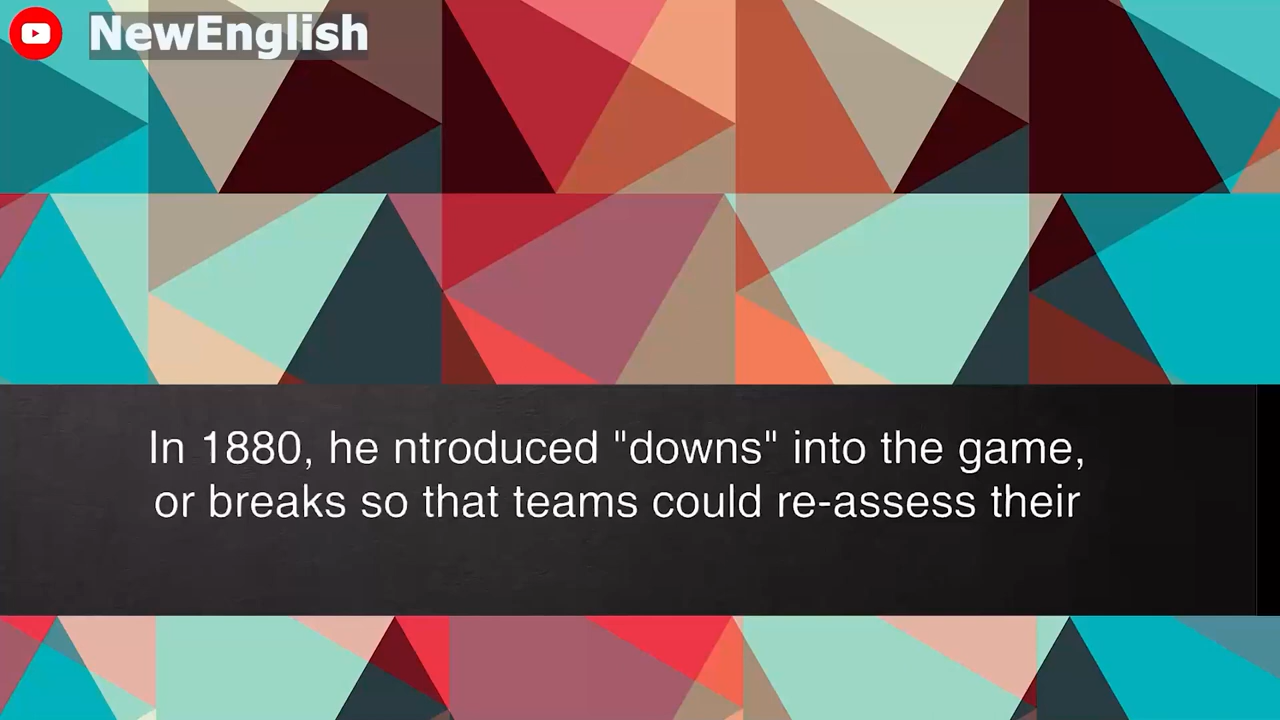 NewEnglish
In 1880, he ntroduced "downs" into the game,
or breaks so that teams could re-assess their